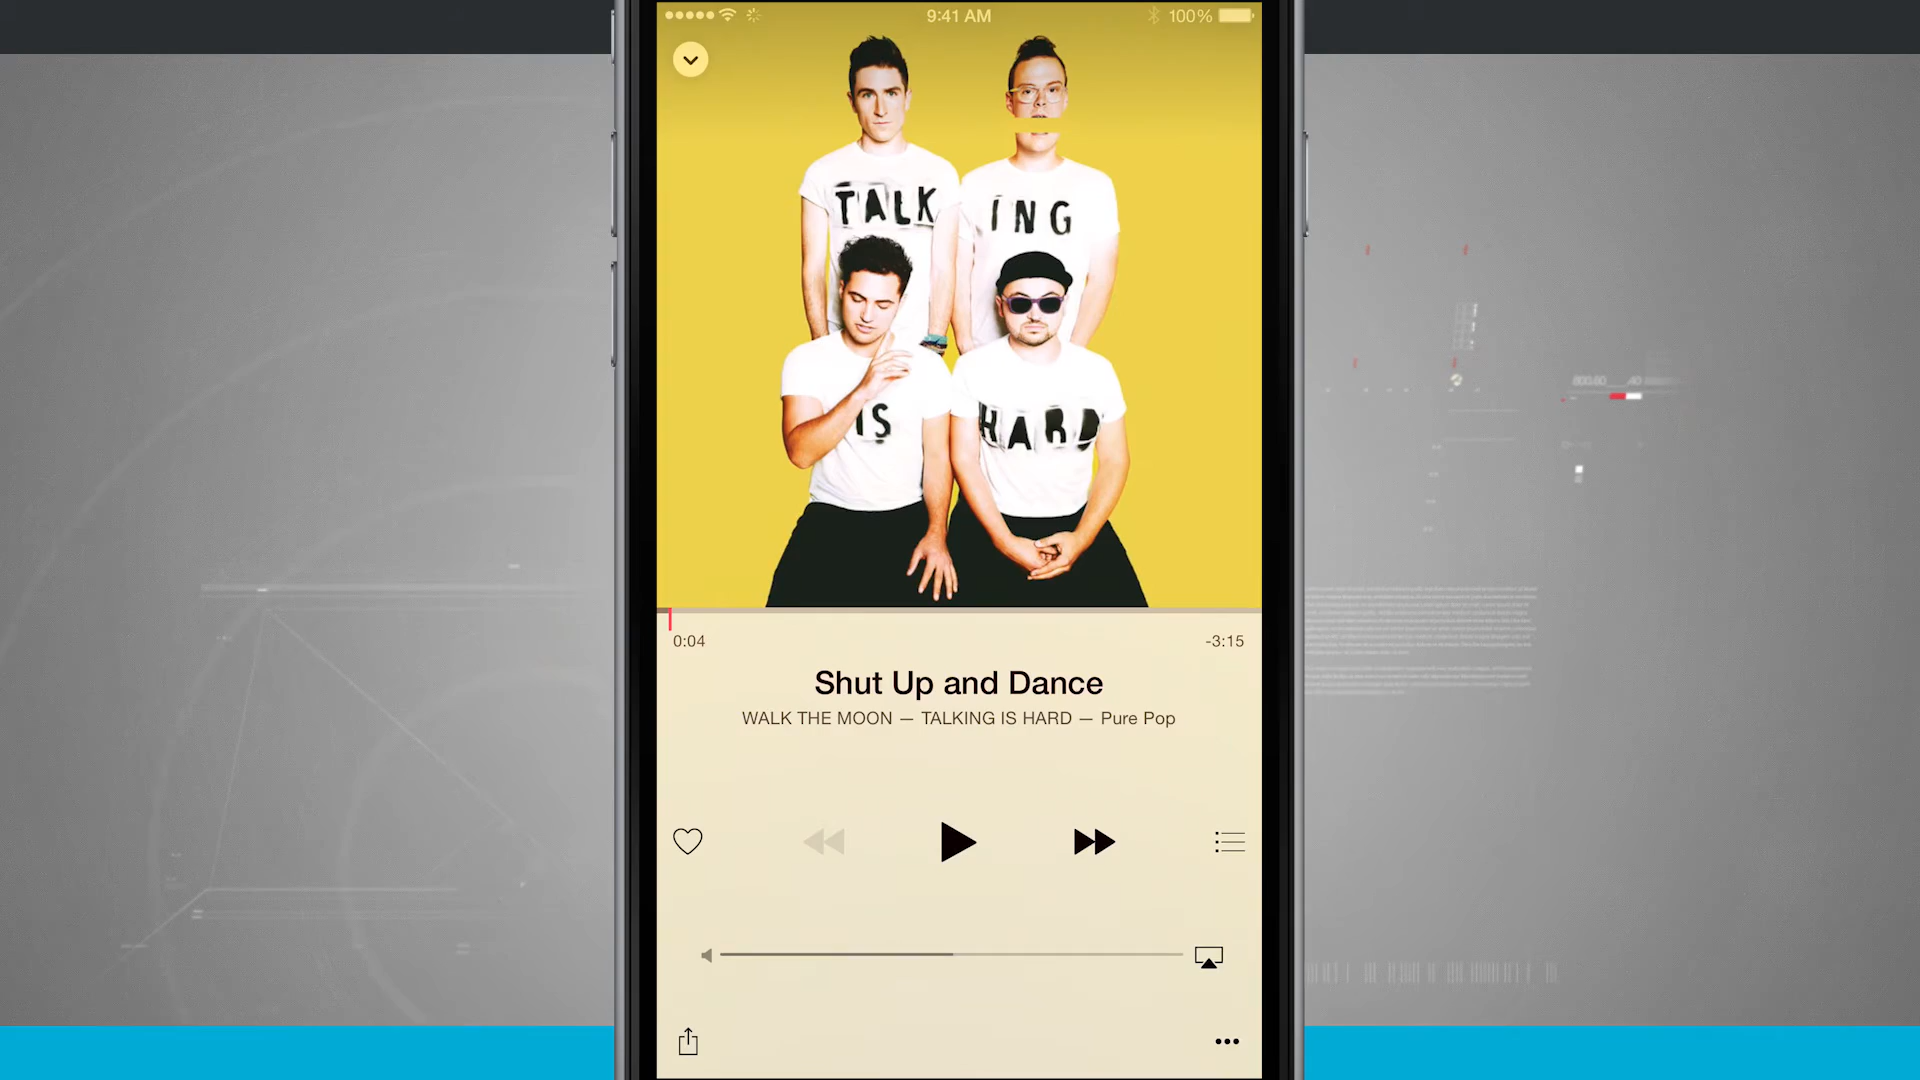 9:41 AM
100%
TALK
ING
IS
HARD
0:04
-3:15
Shut Up and Dance
WALK THE MOON — TALKING IS HARD — Pure Pop